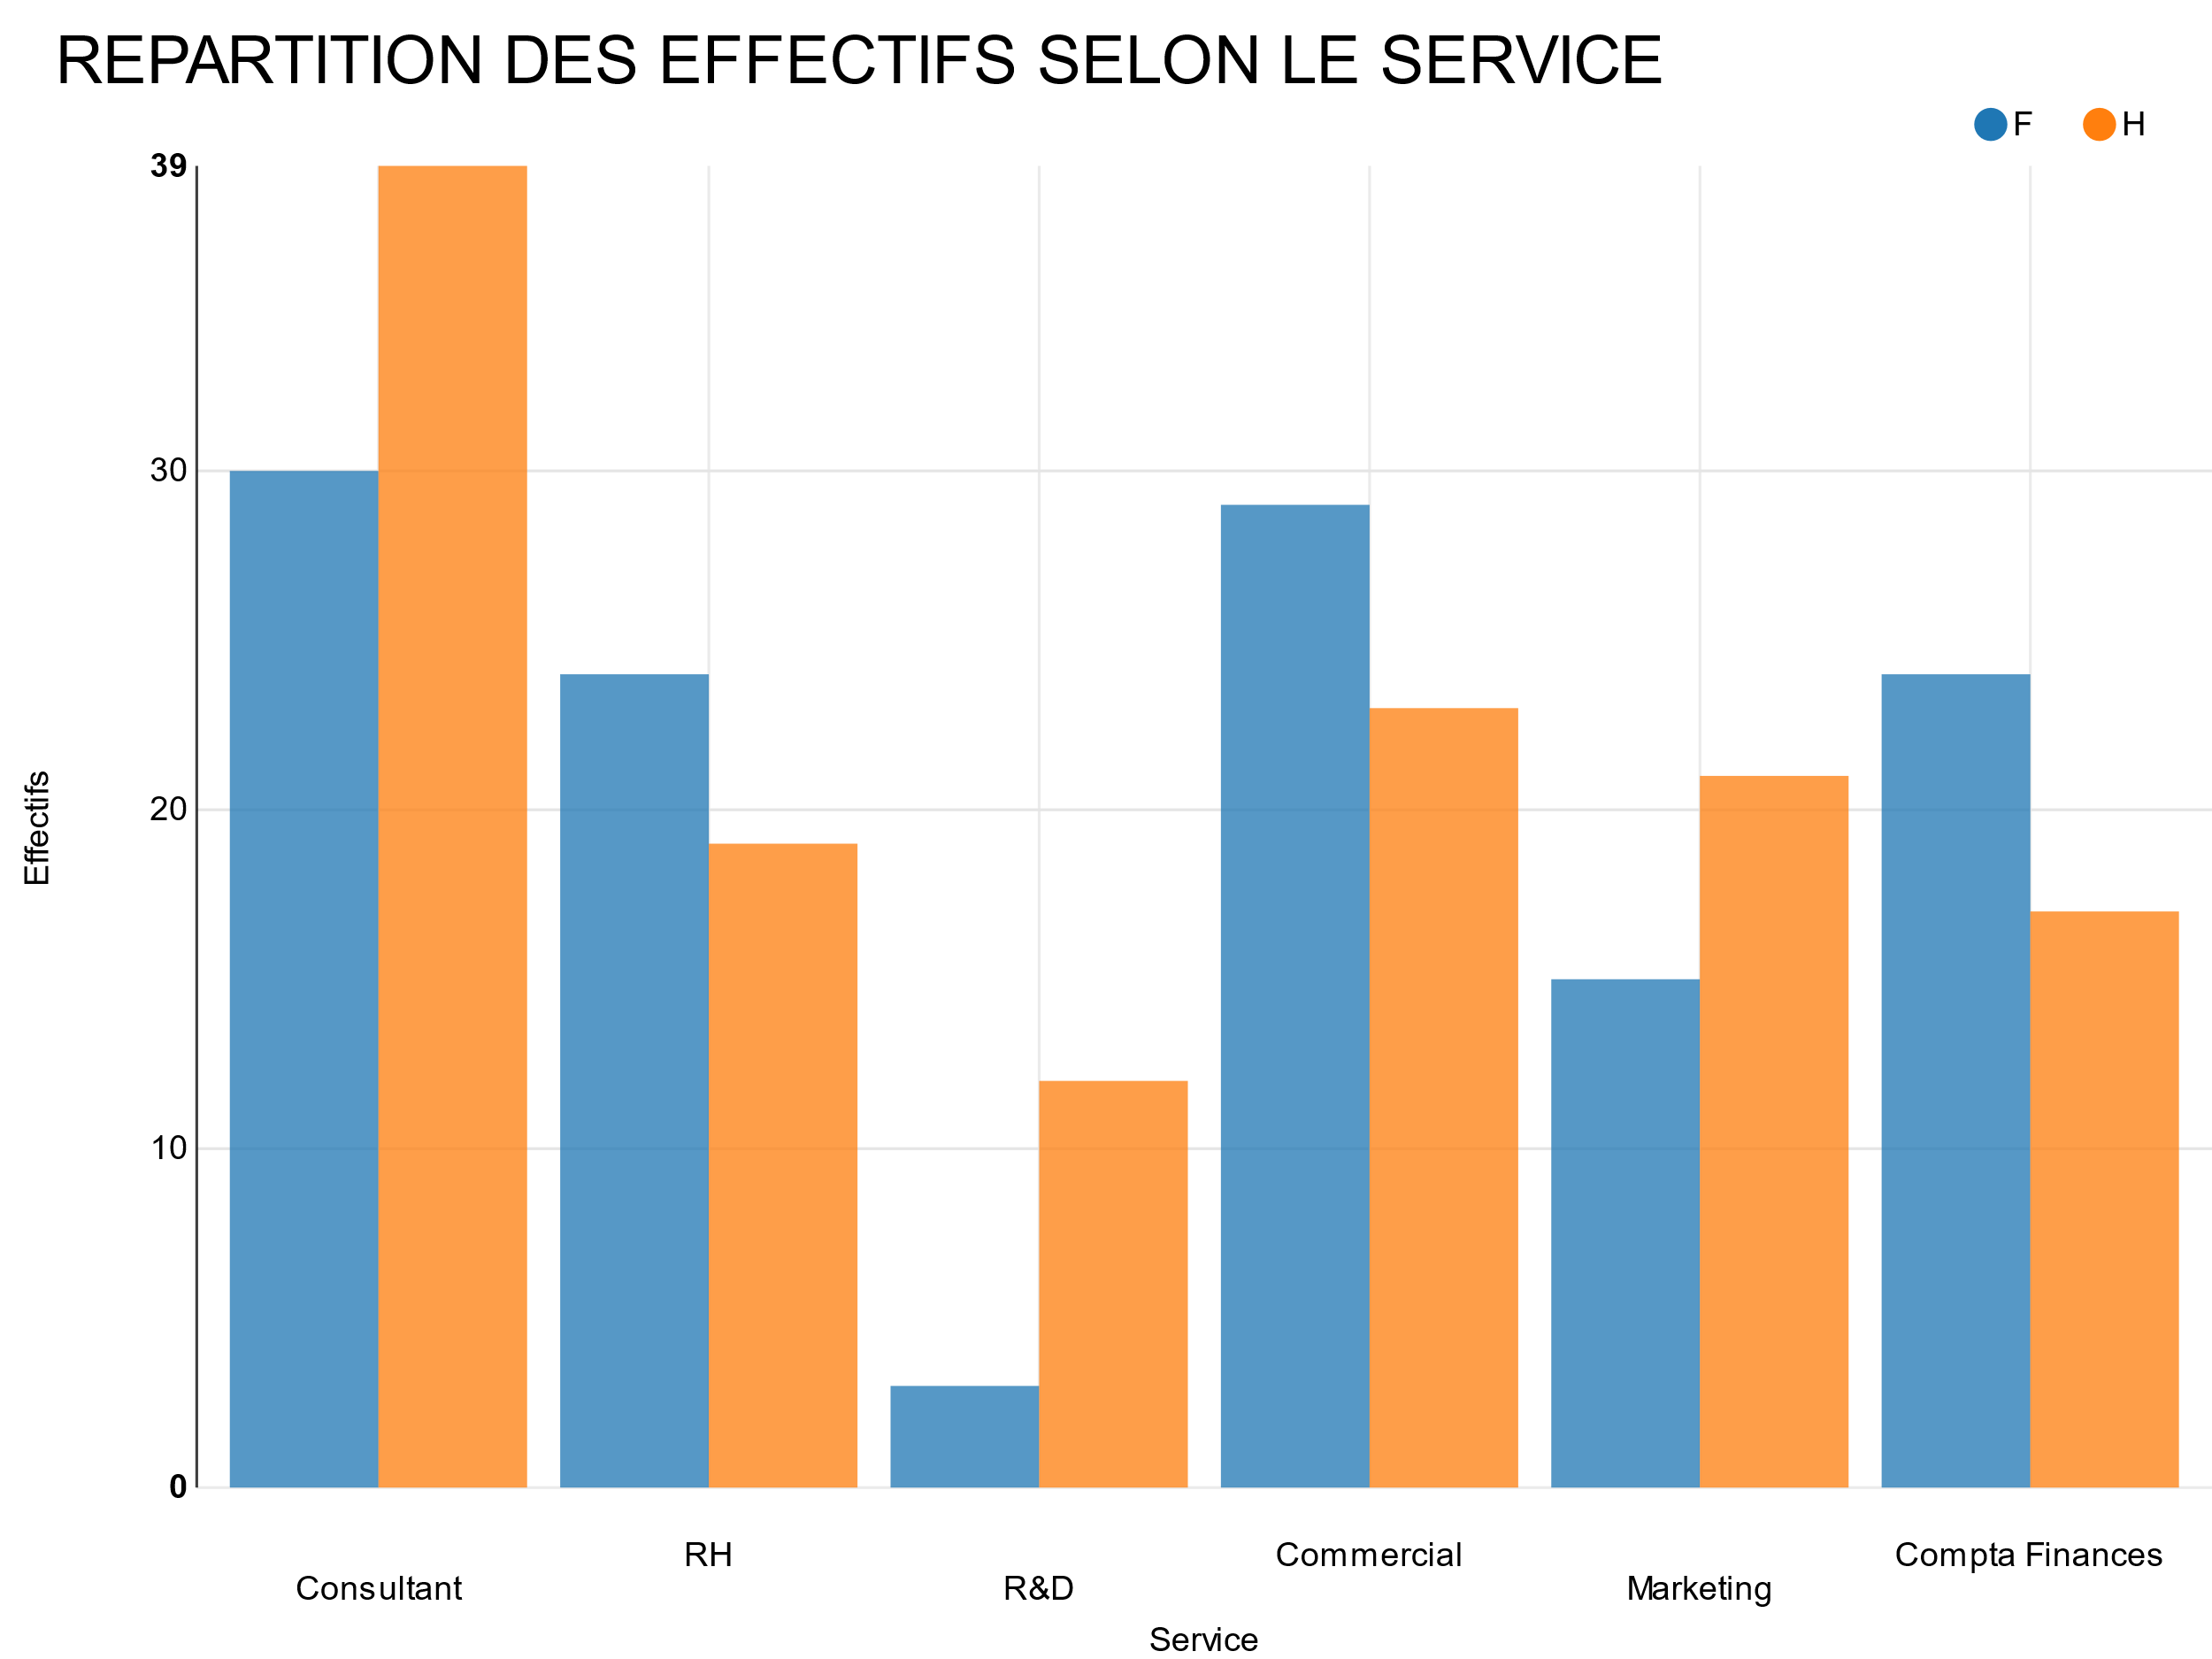 REPARTITION DES EFFECTIFS SELON LE SERVICE
F
H
39
30
20
10
0
Effectifs
Consultant
RH
R&D
Commercial
Marketing
Compta Finances
Service